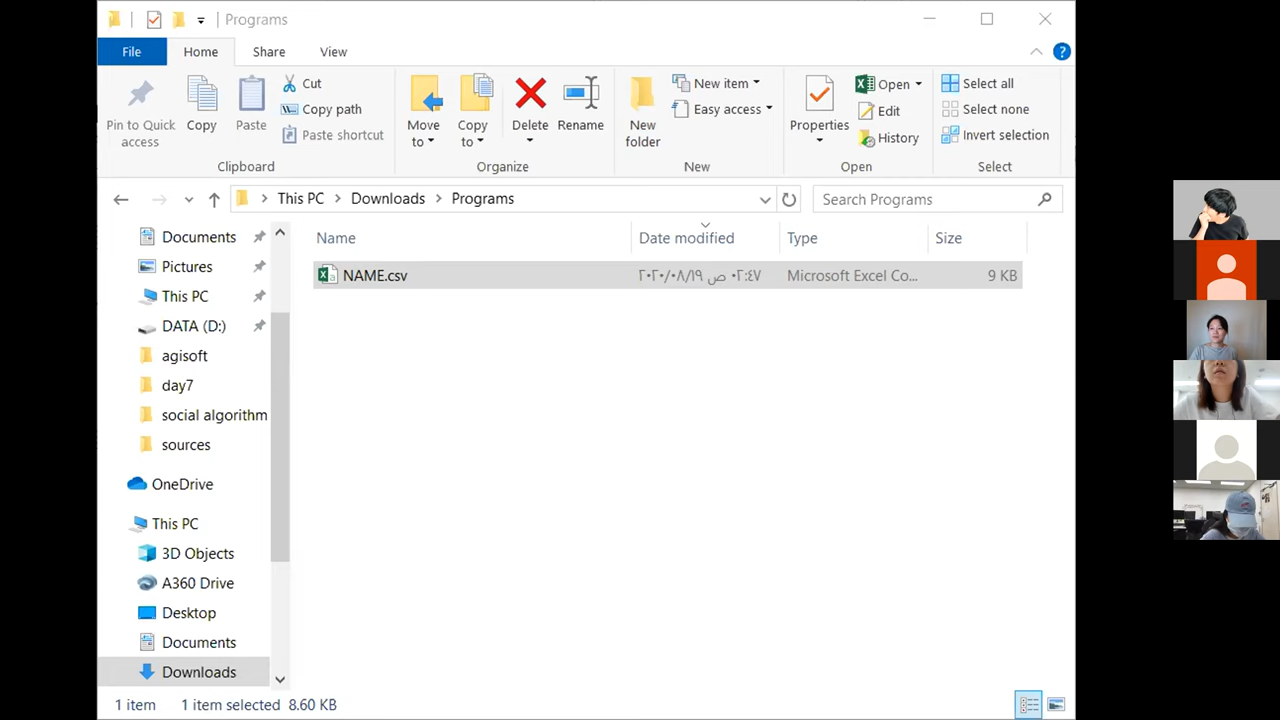 Programs
File Home Share View
Pin to Quick access
Copy
Paste
Cut
Copy path
Paste shortcut
Clipboard
Move to
Copy to
Delete
Rename
Organize
New folder
New item
Easy access
New
Properties
Open
Edit
History
Open
Select all
Select none
Invert selection
Select
This PC > Downloads > Programs
Search Programs
Name Date modified Type Size
NAME.csv ٢٠٢٠/٠٨/١٩ ص ٠٢:٤٧ Microsoft Excel Co... 9 KB
Documents
Pictures
This PC
DATA (D:)
agisoft
day7
social algorithm
sources
OneDrive
This PC
3D Objects
A360 Drive
Desktop
Documents
Downloads
1 item 1 item selected 8.60 KB